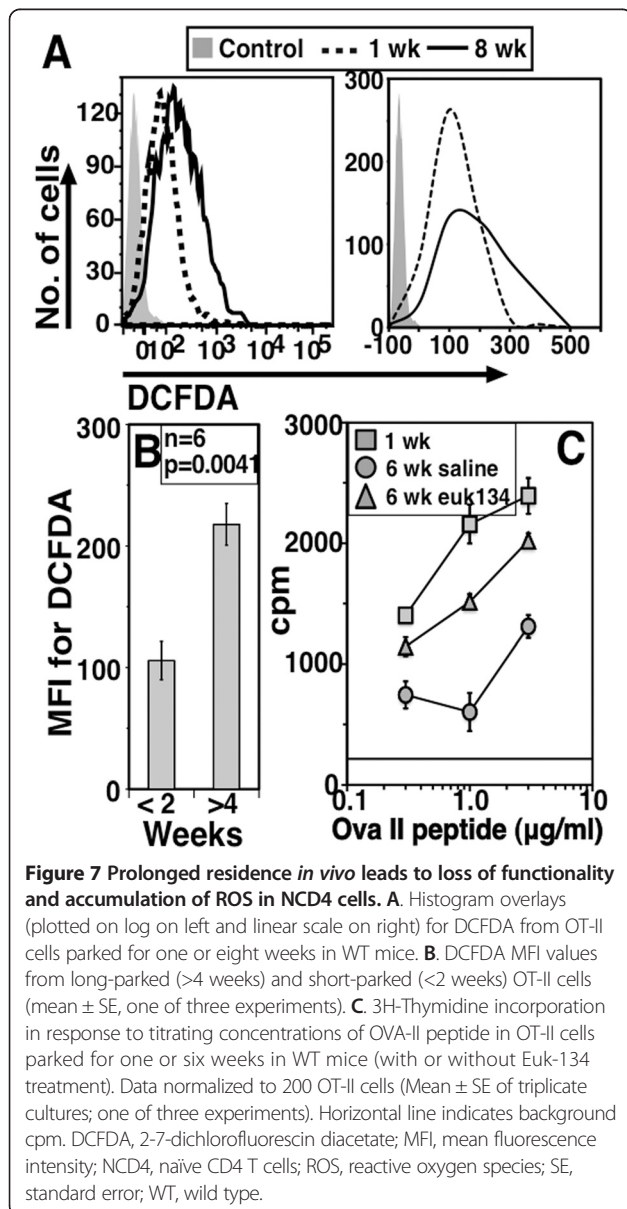 A
Control 1 wk 8 wk
120
90
60
30
0
No. of cells
0 10² 10³ 10⁴ 10⁵
300
200
100
0
-100 100 300 500
DCFDA
300
200
100
0
MFI for DCFDA
B
n=6
p=0.0041
< 2 >4
Weeks
3000
2000
1000
0
cpm
1 wk
6 wk saline
6 wk euk134
C
0.1 1.0 10
Ova II peptide (µg/ml)
Figure 7 Prolonged residence in vivo leads to loss of functionality
and accumulation of ROS in NCD4 cells. A. Histogram overlays
(plotted on log on left and linear scale on right) for DCFDA from OT-II
cells parked for one or eight weeks in WT mice. B. DCFDA MFI values
from long-parked (>4 weeks) and short-parked (<2 weeks) OT-II cells
(mean ± SE, one of three experiments). C. 3H-Thymidine incorporation
in response to titrating concentrations of OVA-II peptide in OT-II cells
parked for one or six weeks in WT mice (with or without Euk-134
treatment). Data normalized to 200 OT-II cells (Mean ± SE of triplicate
cultures; one of three experiments). Horizontal line indicates background
cpm. DCFDA, 2-7-dichlorofluorescin diacetate; MFI, mean fluorescence
intensity; NCD4, naïve CD4 T cells; ROS, reactive oxygen species; SE,
standard error; WT, wild type.